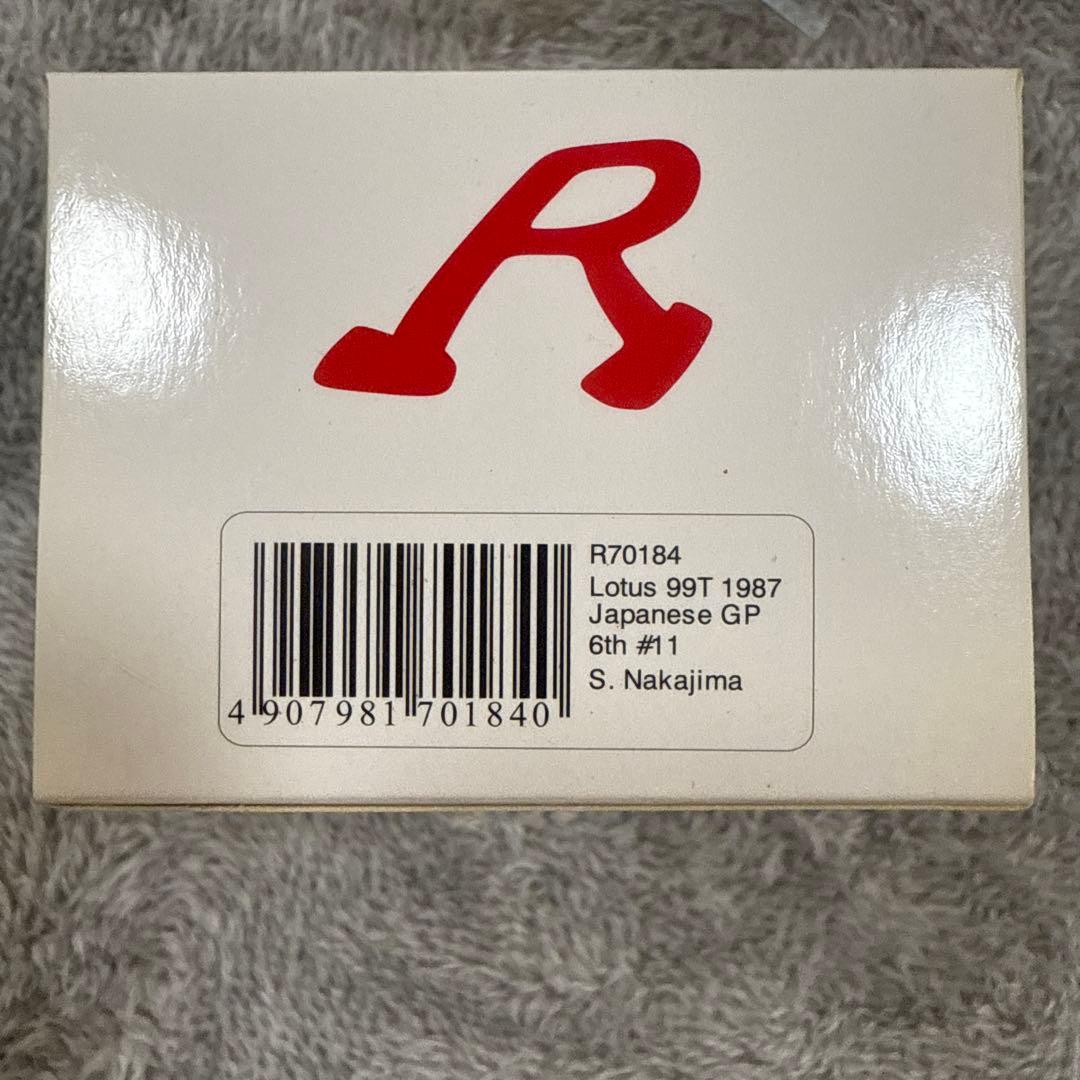 R
R70184
Lotus 99T 1987
Japanese GP
6th #11
S. Nakajima
4 907981 701840